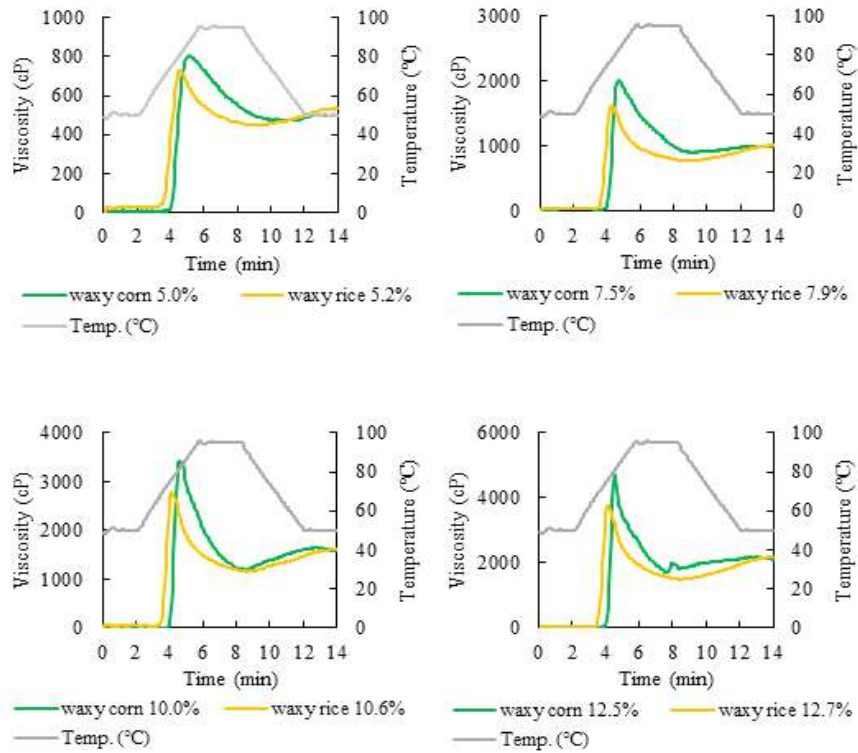 1000
800
600
400
200
0
Viscosity (cP)
100
80
60
40
20
0
Temperature (°C)
0 2 4 6 8 10 12 14
Time (min)
waxy corn 5.0% waxy rice 5.2%
Temp. (°C)
3000
2000
1000
0
Viscosity (cP)
100
80
60
40
20
0
Temperature (°C)
0 2 4 6 8 10 12 14
Time (min)
waxy corn 7.5% waxy rice 7.9%
Temp. (°C)
4000
3000
2000
1000
0
Viscosity (cP)
100
80
60
40
20
0
Temperature (°C)
0 2 4 6 8 10 12 14
Time (min)
waxy corn 10.0% waxy rice 10.6%
Temp. (°C)
6000
4000
2000
0
Viscosity (cP)
100
80
60
40
20
0
Temperature (°C)
0 2 4 6 8 10 12 14
Time (min)
waxy corn 12.5% waxy rice 12.7%
Temp. (°C)